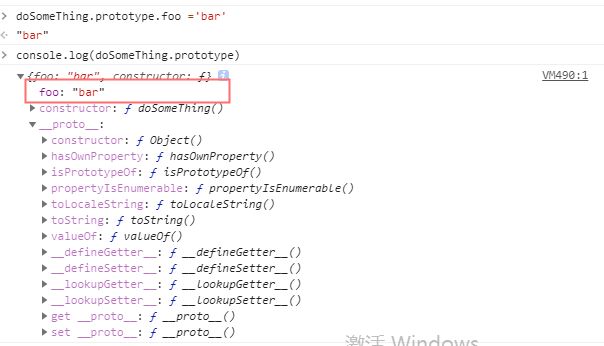 doSomeThing.prototype.foo ='bar'
"bar"
console.log(doSomeThing.prototype)
{foo: "bar", constructor: ƒ} i
VM490:1
foo: "bar"
constructor: ƒ doSomeThing()
__proto__:
constructor: ƒ Object()
hasOwnProperty: ƒ hasOwnProperty()
isPrototypeOf: ƒ isPrototypeOf()
propertyIsEnumerable: ƒ propertyIsEnumerable()
toLocaleString: ƒ toLocaleString()
toString: ƒ toString()
valueOf: ƒ valueOf()
__defineGetter__: ƒ __defineGetter__()
__defineSetter__: ƒ __defineSetter__()
__lookupGetter__: ƒ __lookupGetter__()
__lookupSetter__: ƒ __lookupSetter__()
get __proto__: ƒ __proto__()
set __proto__: ƒ __proto__()
激活 Windows